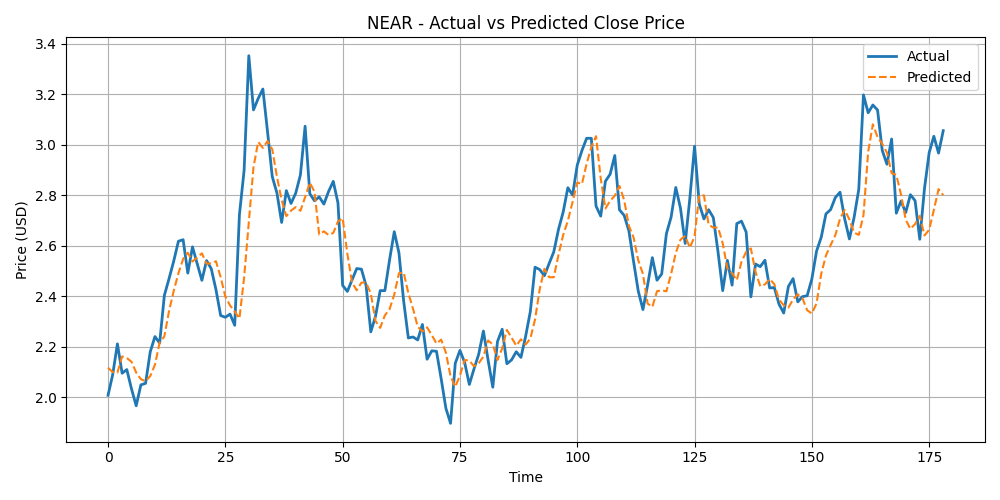 NEAR - Actual vs Predicted Close Price
Actual
Predicted
Price (USD)
3.4
3.2
3.0
2.8
2.6
2.4
2.2
2.0
0 25 50 75 100 125 150 175
Time